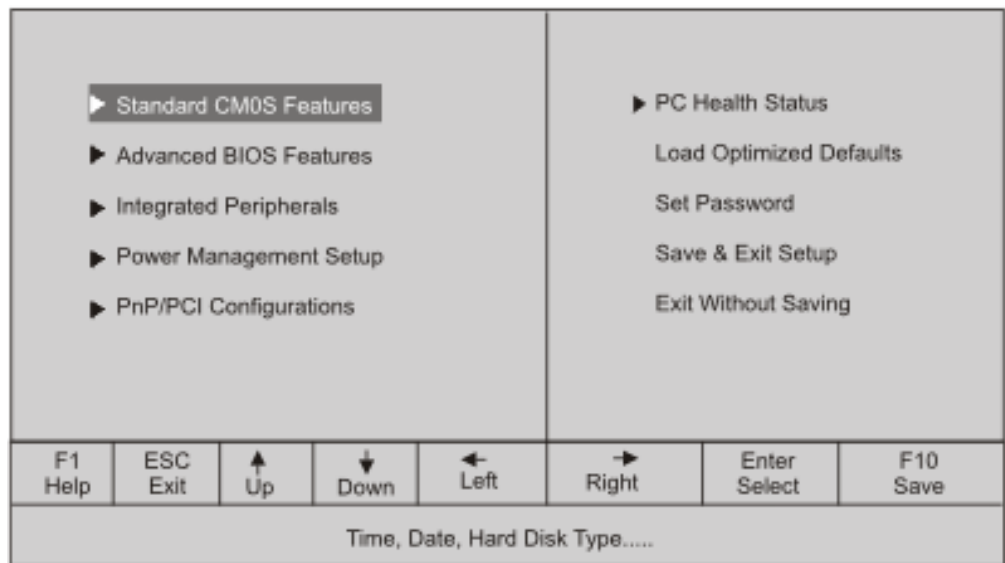 Standard CM0S Features
Advanced BIOS Features
Integrated Peripherals
Power Management Setup
PnP/PCI Configurations
PC Health Status
Load Optimized Defaults
Set Password
Save & Exit Setup
Exit Without Saving
F1 Help
ESC Exit
Up
Down
Left
Right
Enter Select
F10 Save
Time, Date, Hard Disk Type.....